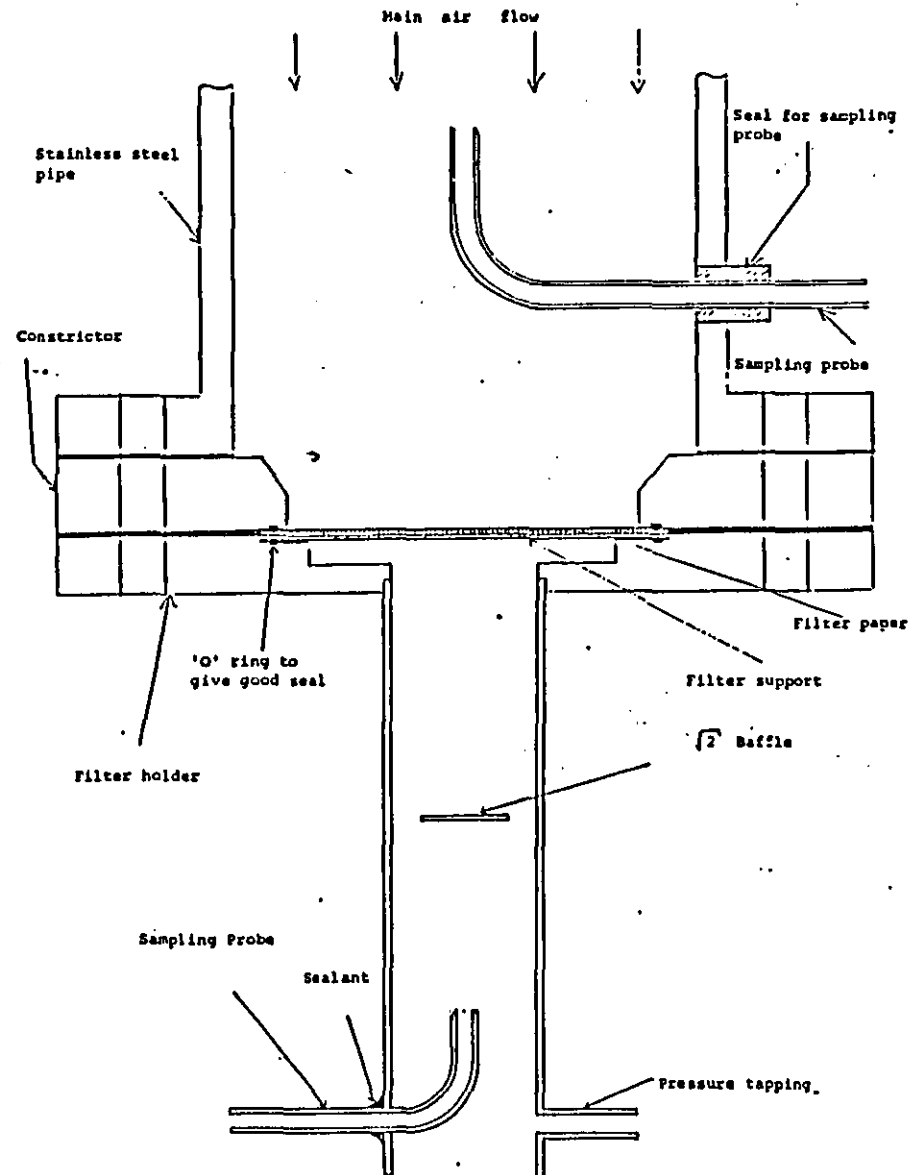 Main air flow
Seal for sampling
probe
Stainless steel
pipe
Constrictor
Sampling probe
Filter paper
'O' ring to
give good seal
Filter support
√2 Baffle
Filter holder
Sampling Probe
Sealant
Pressure tapping